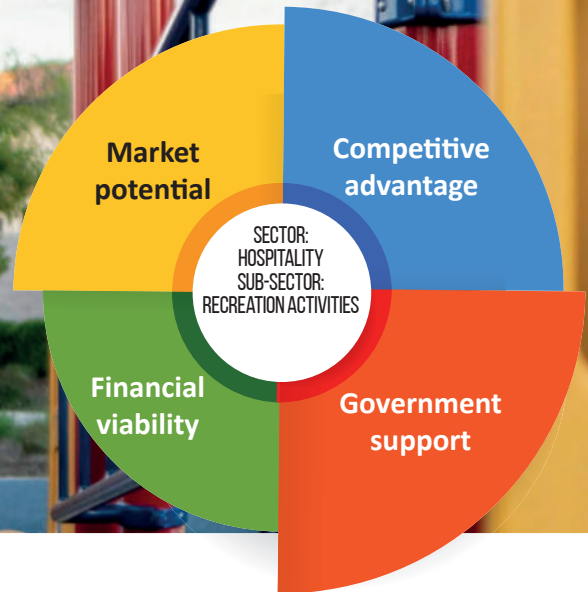 Market
potential
Competitive
advantage
SECTOR:
HOSPITALITY
SUB-SECTOR:
RECREATION ACTIVITIES
Financial
viability
Government
support